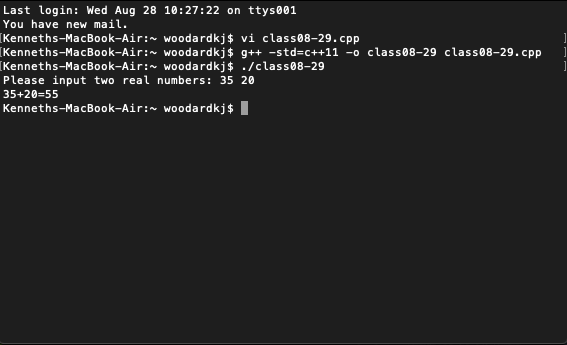 Last login: Wed Aug 28 10:27:22 on ttys001
You have new mail.
[Kenneths-MacBook-Air:~ woodardkj$ vi class08-29.cpp ]
[Kenneths-MacBook-Air:~ woodardkj$ g++ -std=c++11 -o class08-29 class08-29.cpp ]
[Kenneths-MacBook-Air:~ woodardkj$ ./class08-29 ]
Please input two real numbers: 35 20
35+20=55
Kenneths-MacBook-Air:~ woodardkj$